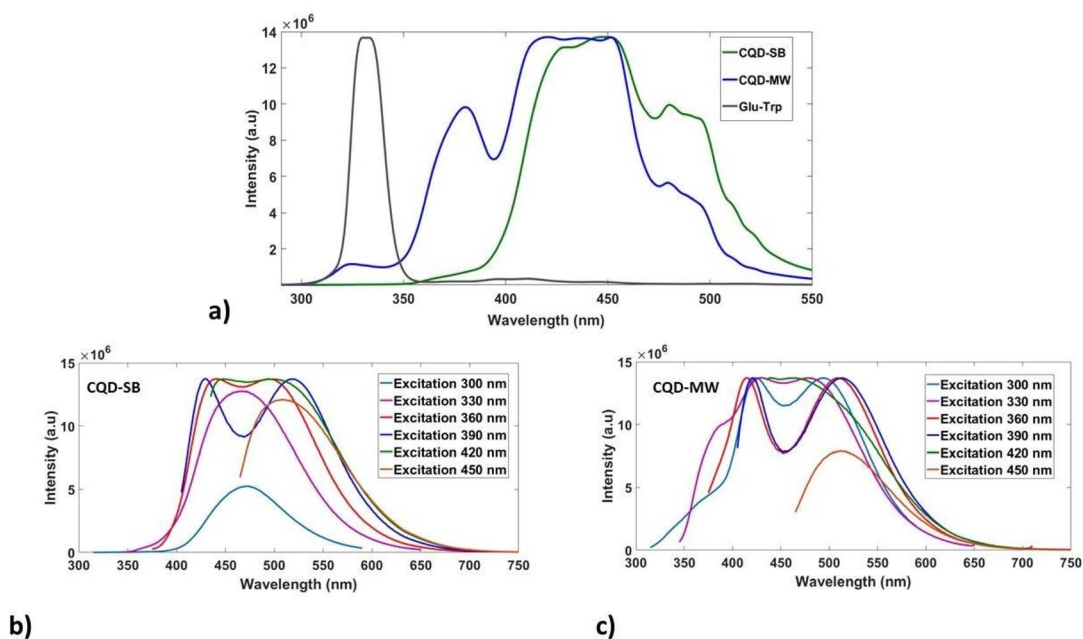 × 10⁶
14
12
10
8
6
4
2
Intensity (a.u)
300 350 400 450 500 550
Wavelength (nm)
CQD-SB
CQD-MW
Glu-Trp
a)
× 10⁶
15
10
5
0
Intensity (a.u)
CQD-SB
Excitation 300 nm
Excitation 330 nm
Excitation 360 nm
Excitation 390 nm
Excitation 420 nm
Excitation 450 nm
300 350 400 450 500 550 600 650 700 750
Wavelength (nm)
b)
× 10⁶
15
10
5
0
Intensity (a.u)
CQD-MW
Excitation 300 nm
Excitation 330 nm
Excitation 360 nm
Excitation 390 nm
Excitation 420 nm
Excitation 450 nm
300 350 400 450 500 550 600 650 700 750
Wavelength (nm)
c)